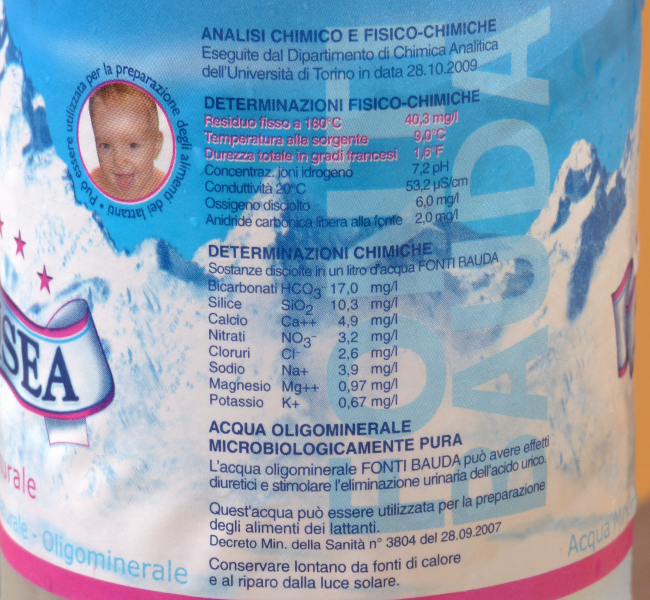 ANALISI CHIMICO E FISICO-CHIMICHE
Eseguite dal Dipartimento di Chimica Analitica
dell'Università di Torino in data 28.10.2009
Può essere utilizzata per la preparazione degli alimenti dei lattanti •
DETERMINAZIONI FISICO-CHIMICHE
Residuo fisso a 180°C 40,3 mg/l
Temperatura alla sorgente 9,0°C
Durezza totale in gradi francesi 1,6°F
Concentraz. joni idrogeno 7,2 pH
Conduttività 20°C 53,2 µS/cm
Ossigeno disciolto 6,0 mg/l
Anidride carbonica libera alla fonte 2,0 mg/l
DETERMINAZIONI CHIMICHE
Sostanze disciolte in un litro d'acqua FONTI BAUDA
Bicarbonati HCO3 17,0 mg/l
Silice SiO2 10,3 mg/l
Calcio Ca++ 4,9 mg/l
Nitrati NO3- 3,2 mg/l
Cloruri Cl- 2,6 mg/l
Sodio Na+ 3,9 mg/l
Magnesio Mg++ 0,97 mg/l
Potassio K+ 0,67 mg/l
ACQUA OLIGOMINERALE
MICROBIOLOGICAMENTE PURA
L'acqua oligominerale FONTI BAUDA può avere effetti
diuretici e stimolare l'eliminazione urinaria dell'acido urico.
Quest'acqua può essere utilizzata per la preparazione
degli alimenti dei lattanti.
Decreto Min. della Sanità n° 3804 del 28.09.2007
Conservare lontano da fonti di calore
e al riparo dalla luce solare.
FONTI
BAUDA
SEA
urale
urale - Oligominerale
Acqua